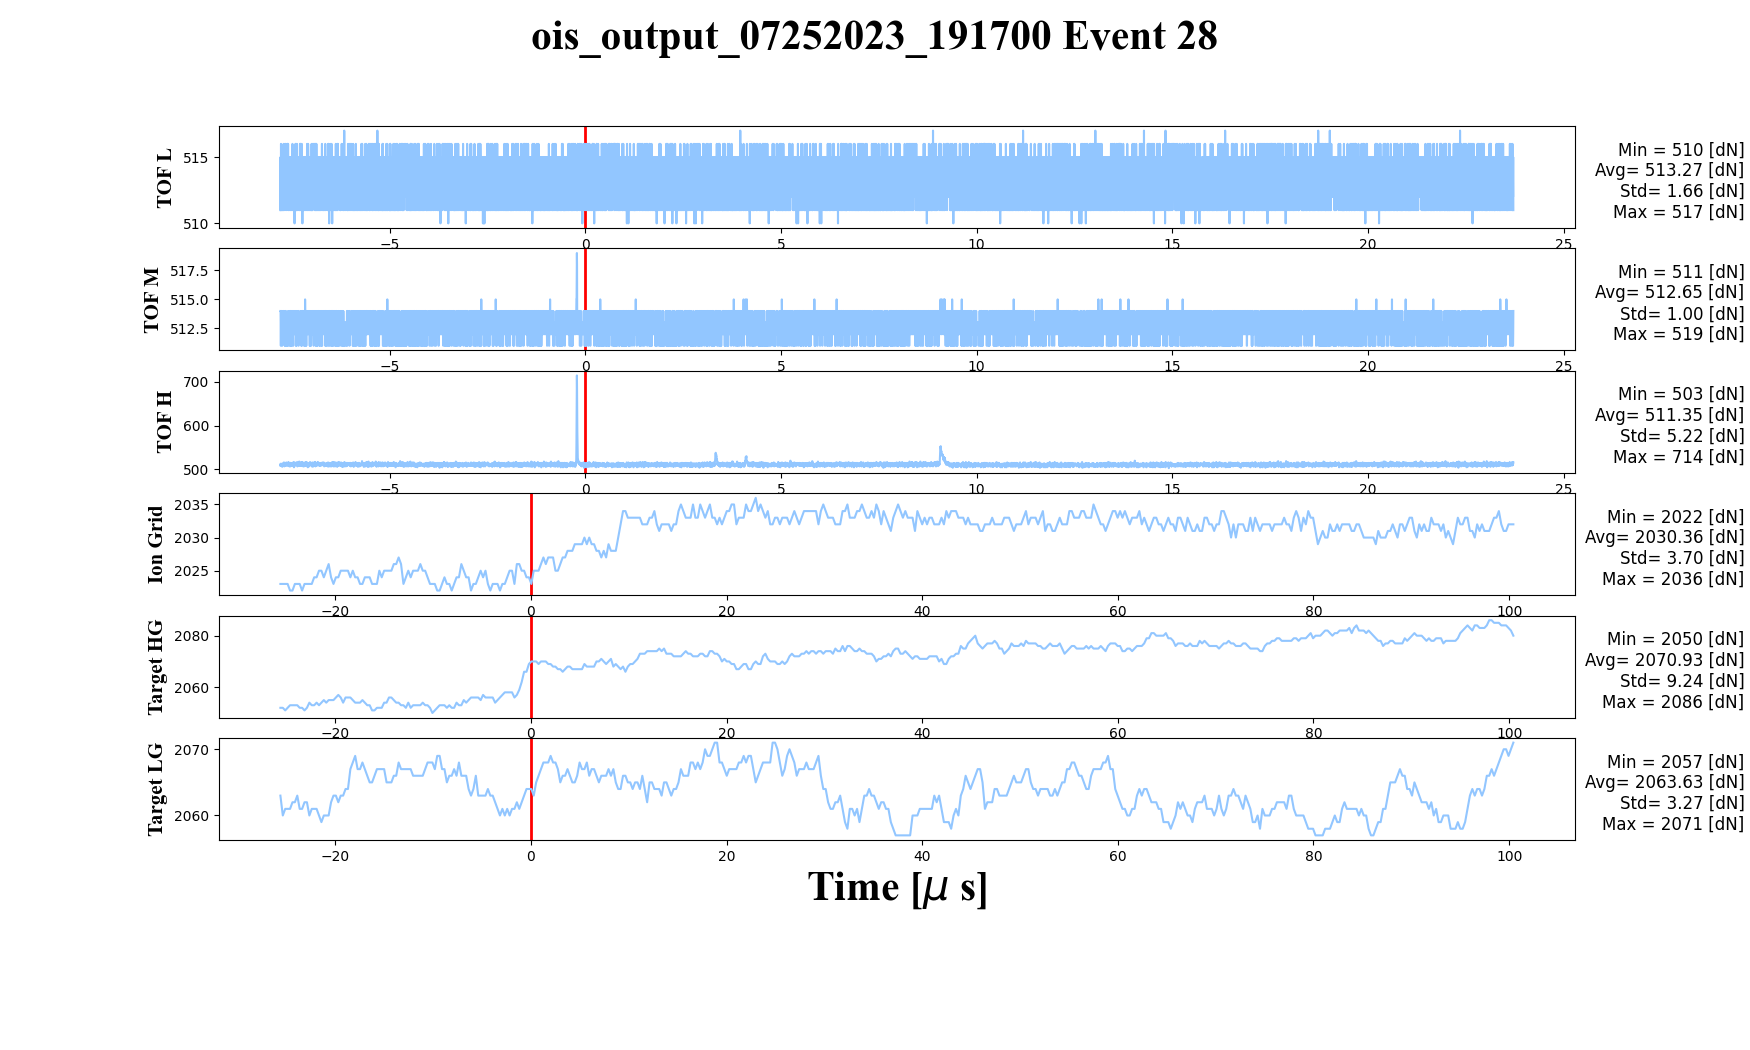 ois_output_07252023_191700 Event 28
TOF L
515
510
−5
0
5
10
15
20
25
Min = 510 [dN]
Avg= 513.27 [dN]
Std= 1.66 [dN]
Max = 517 [dN]
TOF M
517.5
515.0
512.5
−5
0
5
10
15
20
25
Min = 511 [dN]
Avg= 512.65 [dN]
Std= 1.00 [dN]
Max = 519 [dN]
TOF H
700
600
500
−5
0
5
10
15
20
25
Min = 503 [dN]
Avg= 511.35 [dN]
Std= 5.22 [dN]
Max = 714 [dN]
Ion Grid
2035
2030
2025
−20
0
20
40
60
80
100
Min = 2022 [dN]
Avg= 2030.36 [dN]
Std= 3.70 [dN]
Max = 2036 [dN]
Target HG
2080
2060
−20
0
20
40
60
80
100
Min = 2050 [dN]
Avg= 2070.93 [dN]
Std= 9.24 [dN]
Max = 2086 [dN]
Target LG
2070
2060
−20
0
20
40
60
80
100
Min = 2057 [dN]
Avg= 2063.63 [dN]
Std= 3.27 [dN]
Max = 2071 [dN]
Time [μ s]